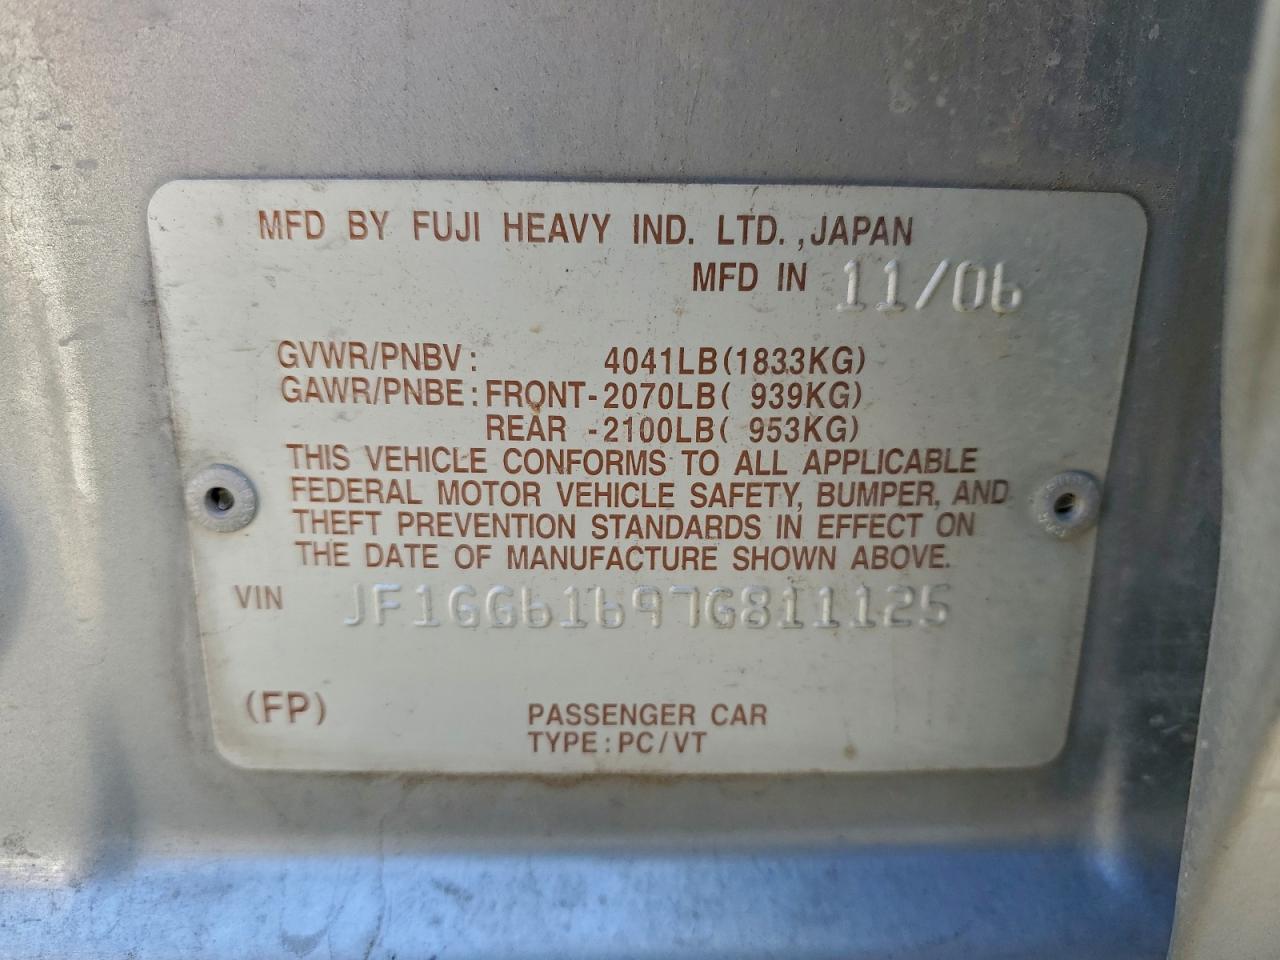 MFD BY FUJI HEAVY IND. LTD.,JAPAN
MFD IN 11/06
GVWR/PNBV: 4041LB(1833KG)
GAWR/PNBE: FRONT-2070LB( 939KG)
REAR -2100LB( 953KG)
THIS VEHICLE CONFORMS TO ALL APPLICABLE
FEDERAL MOTOR VEHICLE SAFETY, BUMPER, AND
THEFT PREVENTION STANDARDS IN EFFECT ON
THE DATE OF MANUFACTURE SHOWN ABOVE.
VIN JF1GG61697G811125
(FP)
PASSENGER CAR
TYPE:PC/VT